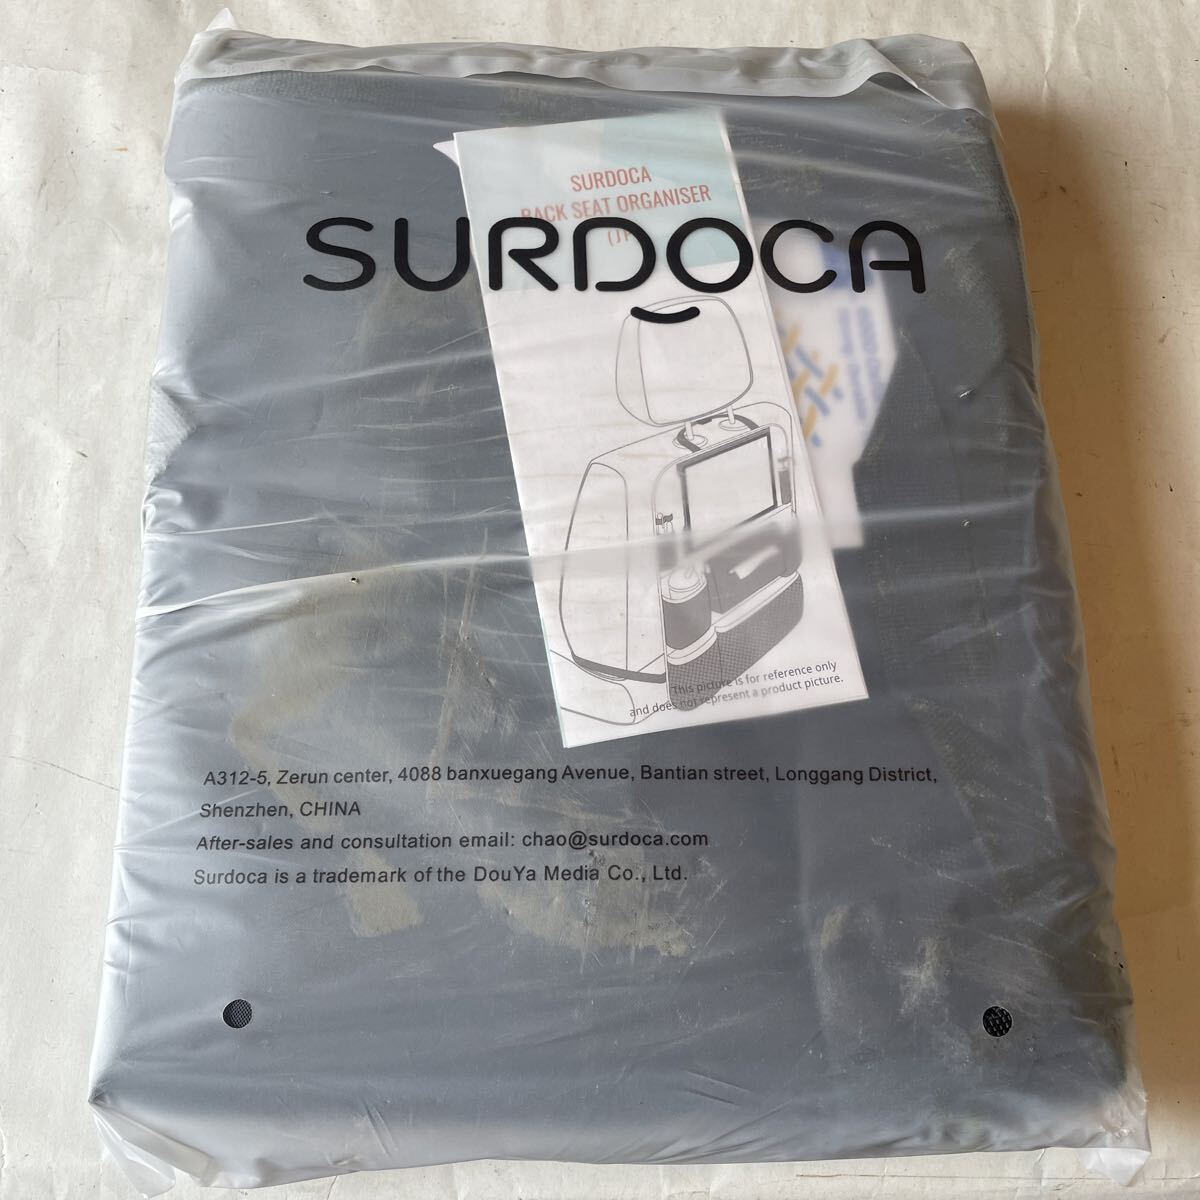 SURDOCA
BACK SEAT ORGANISER
SURDOCA
This picture is for reference only
and does not represent a product picture.
A312-5, Zerun center, 4088 banxuegang Avenue, Bantian street, Longgang District,
Shenzhen, CHINA
After-sales and consultation email: chao@surdoca.com
Surdoca is a trademark of the DouYa Media Co., Ltd.